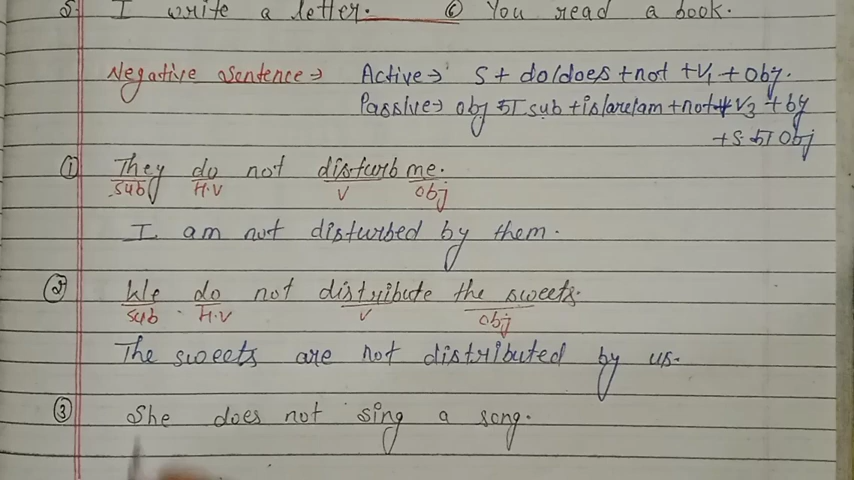 5. I write a letter. ⑥ You read a book.
Negative Sentence → Active → S + do/does + not + V₁ + Obj.
Passive → Obj का sub + is/are/am + not + V₃ + by
+ S का Obj
① They do not disturb me.
Sub H.V V Obj
I am not disturbed by them.
② We do not distribute the sweets.
Sub H.V V Obj
The sweets are not distributed by us.
③ She does not sing a song.